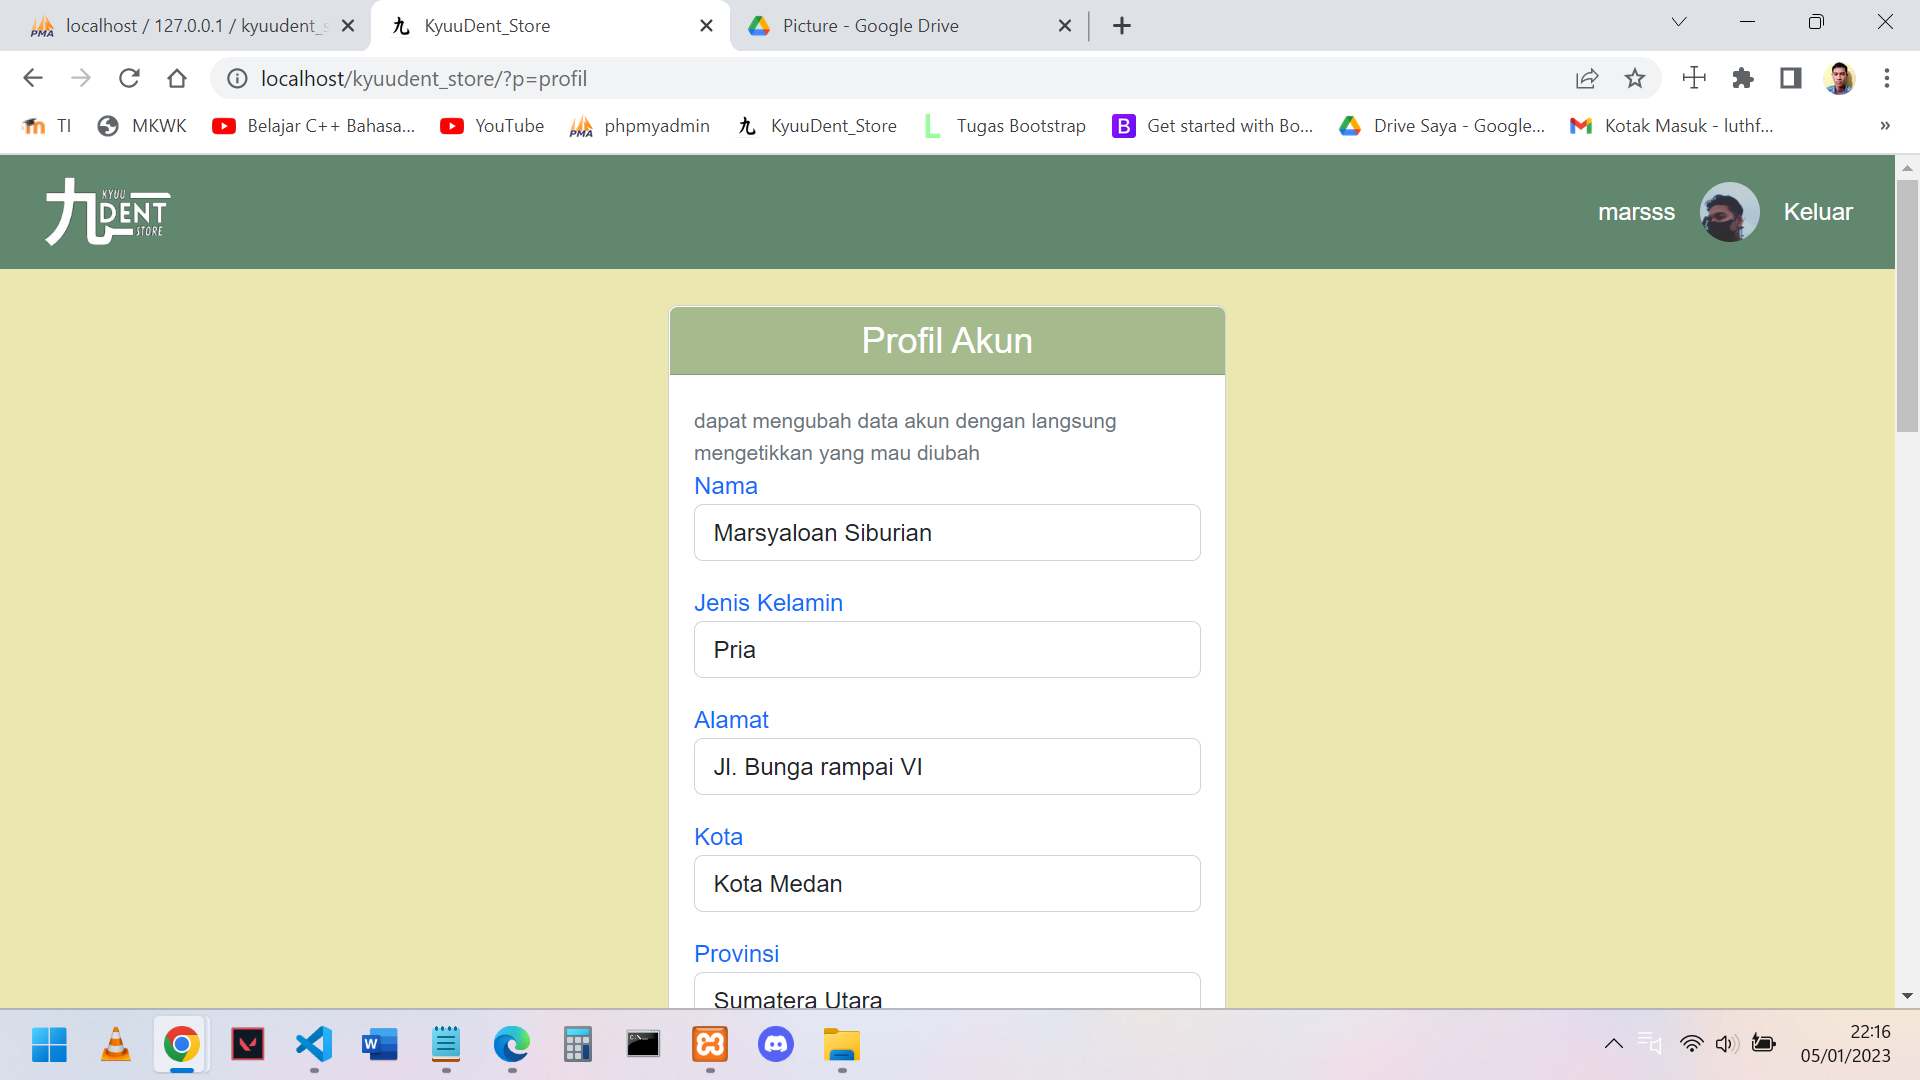 localhost / 127.0.0.1 / kyuudent_s
KyuuDent_Store
Picture - Google Drive
localhost/kyuudent_store/?p=profil
TI
MKWK
Belajar C++ Bahasa...
YouTube
phpmyadmin
KyuuDent_Store
Tugas Bootstrap
Get started with Bo...
Drive Saya - Google...
Kotak Masuk - luthf...
九 KYUU
DENT
STORE
marsss
Keluar
Profil Akun
dapat mengubah data akun dengan langsung
mengetikkan yang mau diubah
Nama
Marsyaloan Siburian
Jenis Kelamin
Pria
Alamat
Jl. Bunga rampai VI
Kota
Kota Medan
Provinsi
Sumatera Utara
22:16
05/01/2023